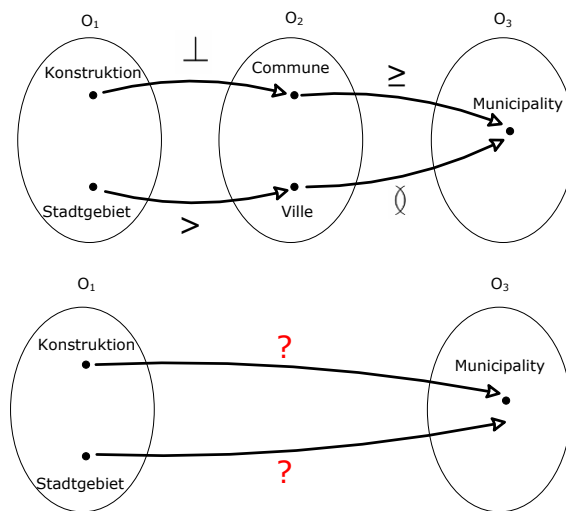 O₁ O₂ O₃
⊥
Konstruktion Commune ≥ Municipality
Stadtgebiet > Ville ≬
O₁ O₃
Konstruktion ? Municipality
Stadtgebiet ?